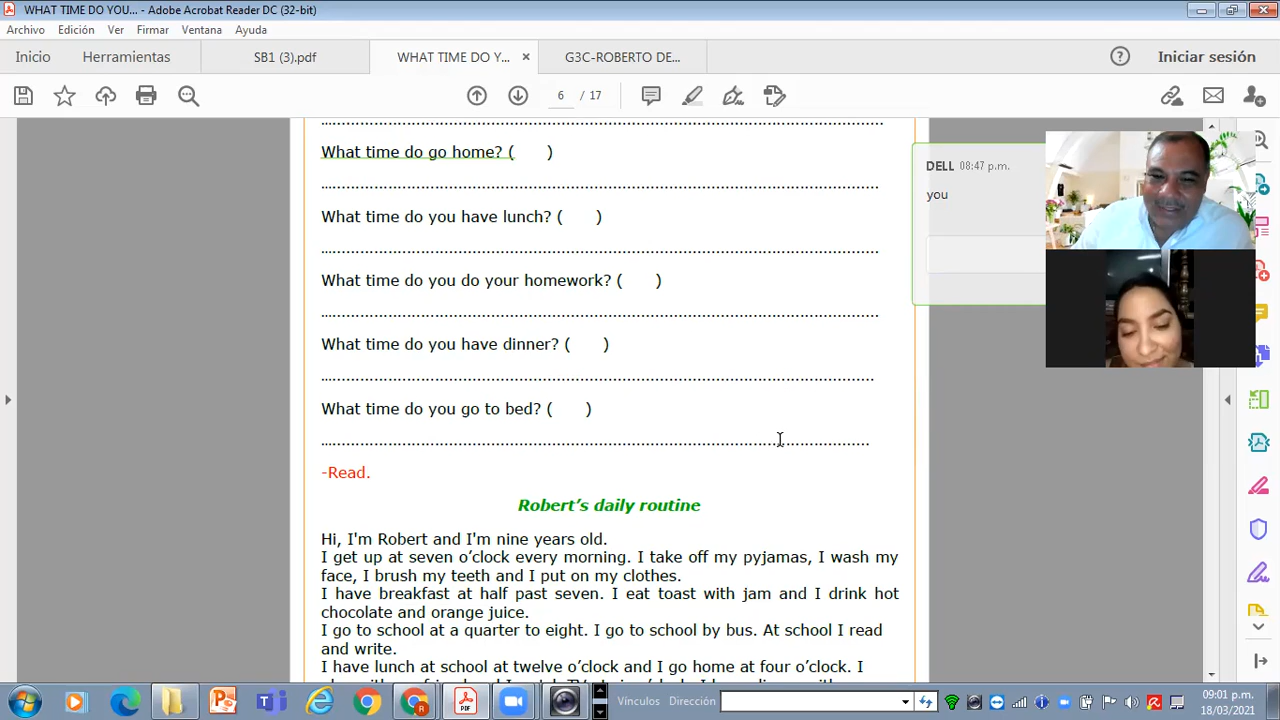 WHAT TIME DO YOU... - Adobe Acrobat Reader DC (32-bit)
Archivo Edición Ver Firmar Ventana Ayuda
Inicio Herramientas SB1 (3).pdf WHAT TIME DO Y... × G3C-ROBERTO DE... Iniciar sesión
6 / 17
What time do go home? ( )
What time do you have lunch? ( )
What time do you do your homework? ( )
What time do you have dinner? ( )
What time do you go to bed? ( )
-Read.
Robert's daily routine
Hi, I'm Robert and I'm nine years old.
I get up at seven o'clock every morning. I take off my pyjamas, I wash my
face, I brush my teeth and I put on my clothes.
I have breakfast at half past seven. I eat toast with jam and I drink hot
chocolate and orange juice.
I go to school at a quarter to eight. I go to school by bus. At school I read
and write.
I have lunch at school at twelve o'clock and I go home at four o'clock. I
DELL 08:47 p.m.
you
Vínculos Dirección
09:01 p.m.
18/03/2021